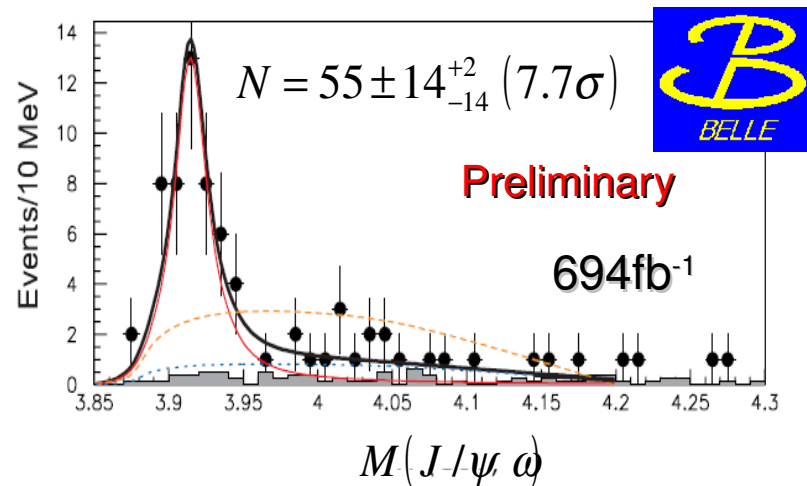 14
12
10
8
6
4
2
0
Events/10 MeV
N = 55 ± 14 +2 −14 (7.7σ)
B
BELLE
Preliminary
694fb-1
3.85 3.9 3.95 4 4.05 4.1 4.15 4.2 4.25 4.3
M(J/ψ, ω)